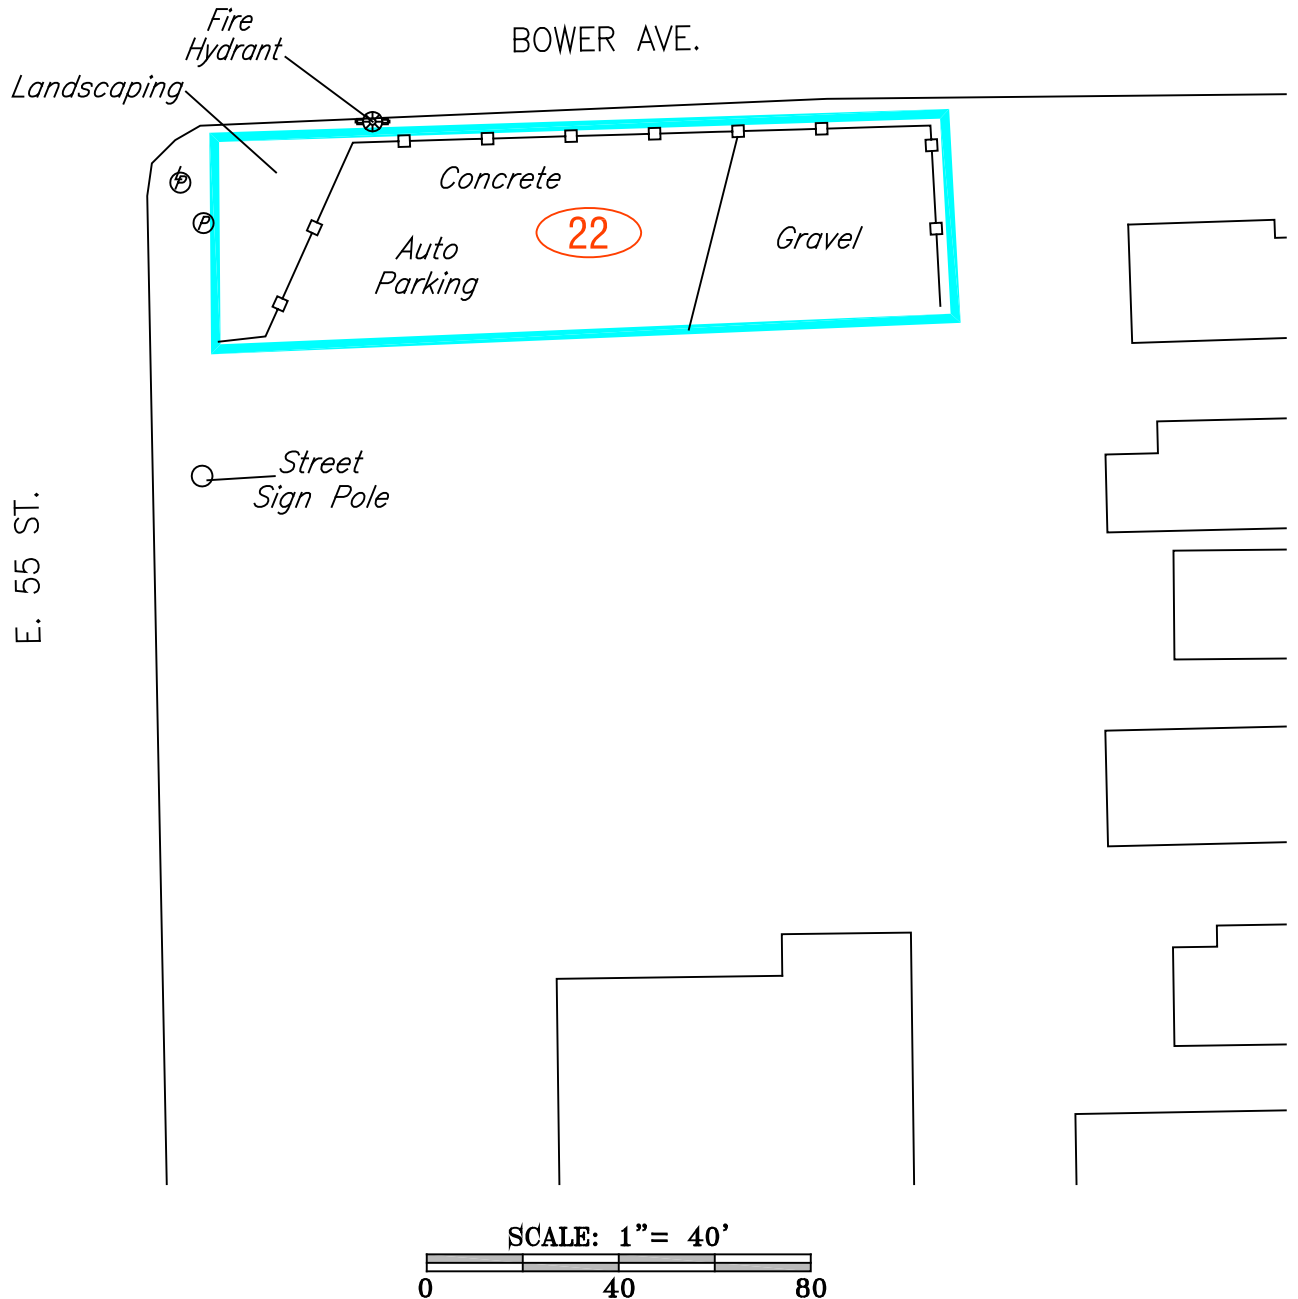 BOWER AVE.
Fire
Hydrant
Landscaping
Concrete
22
Auto
Parking
Gravel
P
P
Street
Sign Pole
E. 55 ST.
SCALE: 1"= 40'
0 40 80